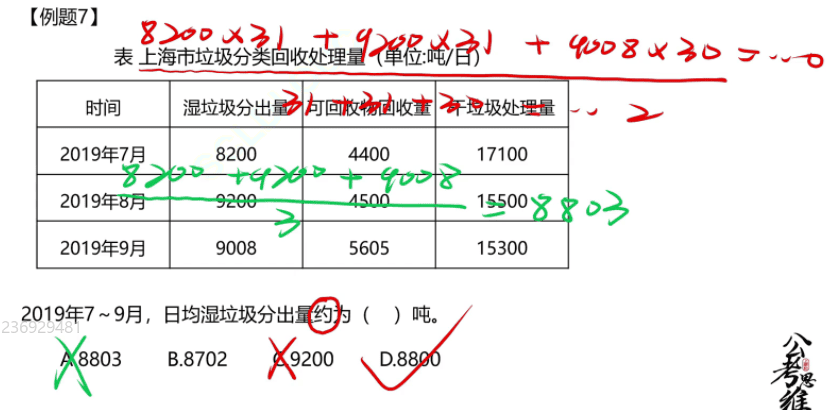 【例题7】
8200×31 + 9200×31 + 9008×30 = …0
表 上海市垃圾分类回收处理量 (单位:吨/日)
31+31+30 = … 2
时间 湿垃圾分出量 可回收物回收量 干垃圾处理量
2019年7月 8200 4400 17100
8200 +9200 + 9008
2019年8月 9200 4500 15500
3 = 8803
2019年9月 9008 5605 15300
2019年7～9月，日均湿垃圾分出量约为（ ）吨。
236929481
A.8803 B.8702 C.9200 D.8800
公考思维